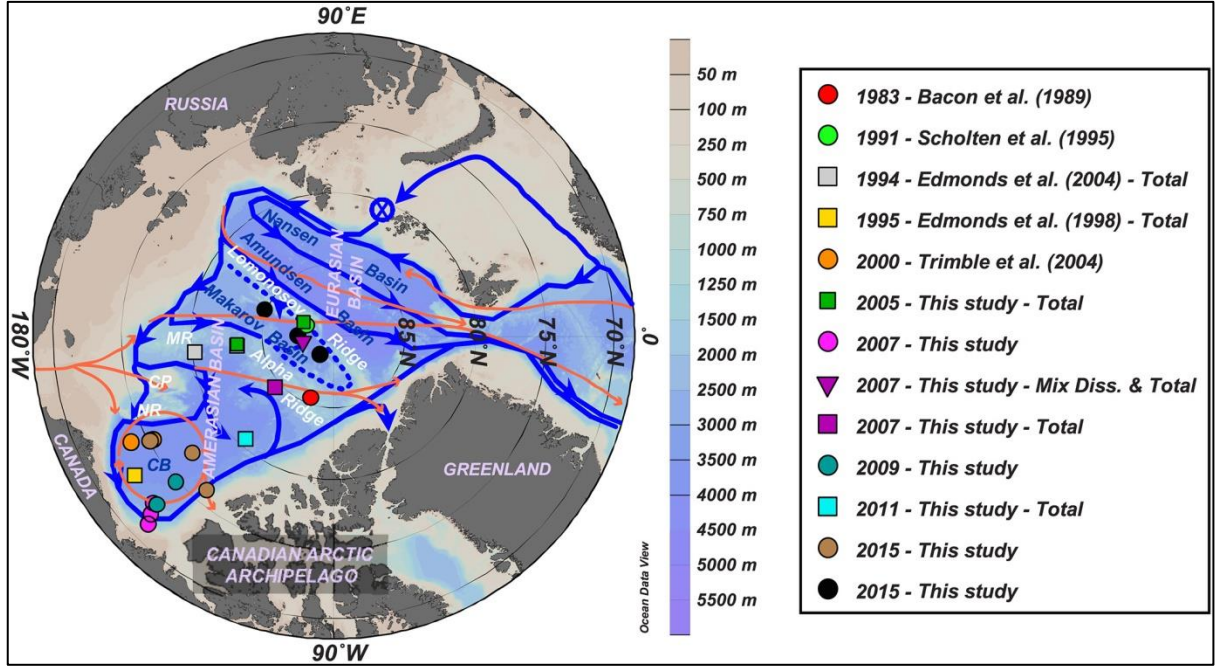 90°E
RUSSIA
Nansen
Basin
Amundsen
Basin
EURASIAN
BASIN
Lomonosov
Ridge
Makarov
Basin
85°N
80°N
75°N
70°N
0°
180°W
MR
Alpha
Ridge
CP
NR
AMERASIAN BASIN
CB
CANADA
GREENLAND
CANADIAN ARCTIC
ARCHIPELAGO
90°W
50 m
100 m
250 m
500 m
750 m
1000 m
1250 m
1500 m
2000 m
2500 m
3000 m
3500 m
4000 m
4500 m
5000 m
5500 m
Ocean Data View
1983 - Bacon et al. (1989)
1991 - Scholten et al. (1995)
1994 - Edmonds et al. (2004) - Total
1995 - Edmonds et al. (1998) - Total
2000 - Trimble et al. (2004)
2005 - This study - Total
2007 - This study
2007 - This study - Mix Diss. & Total
2007 - This study - Total
2009 - This study
2011 - This study - Total
2015 - This study
2015 - This study